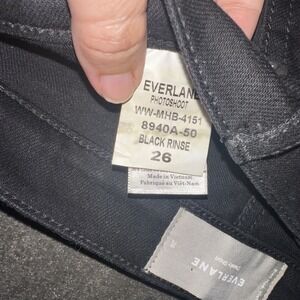 EVERLANE
PHOTOSHOOT
WW-MHB-4151
8940A-50
BLACK RINSE
26
Made in Vietnam
Fabriqué au Viêt-Nam
EVERLANE